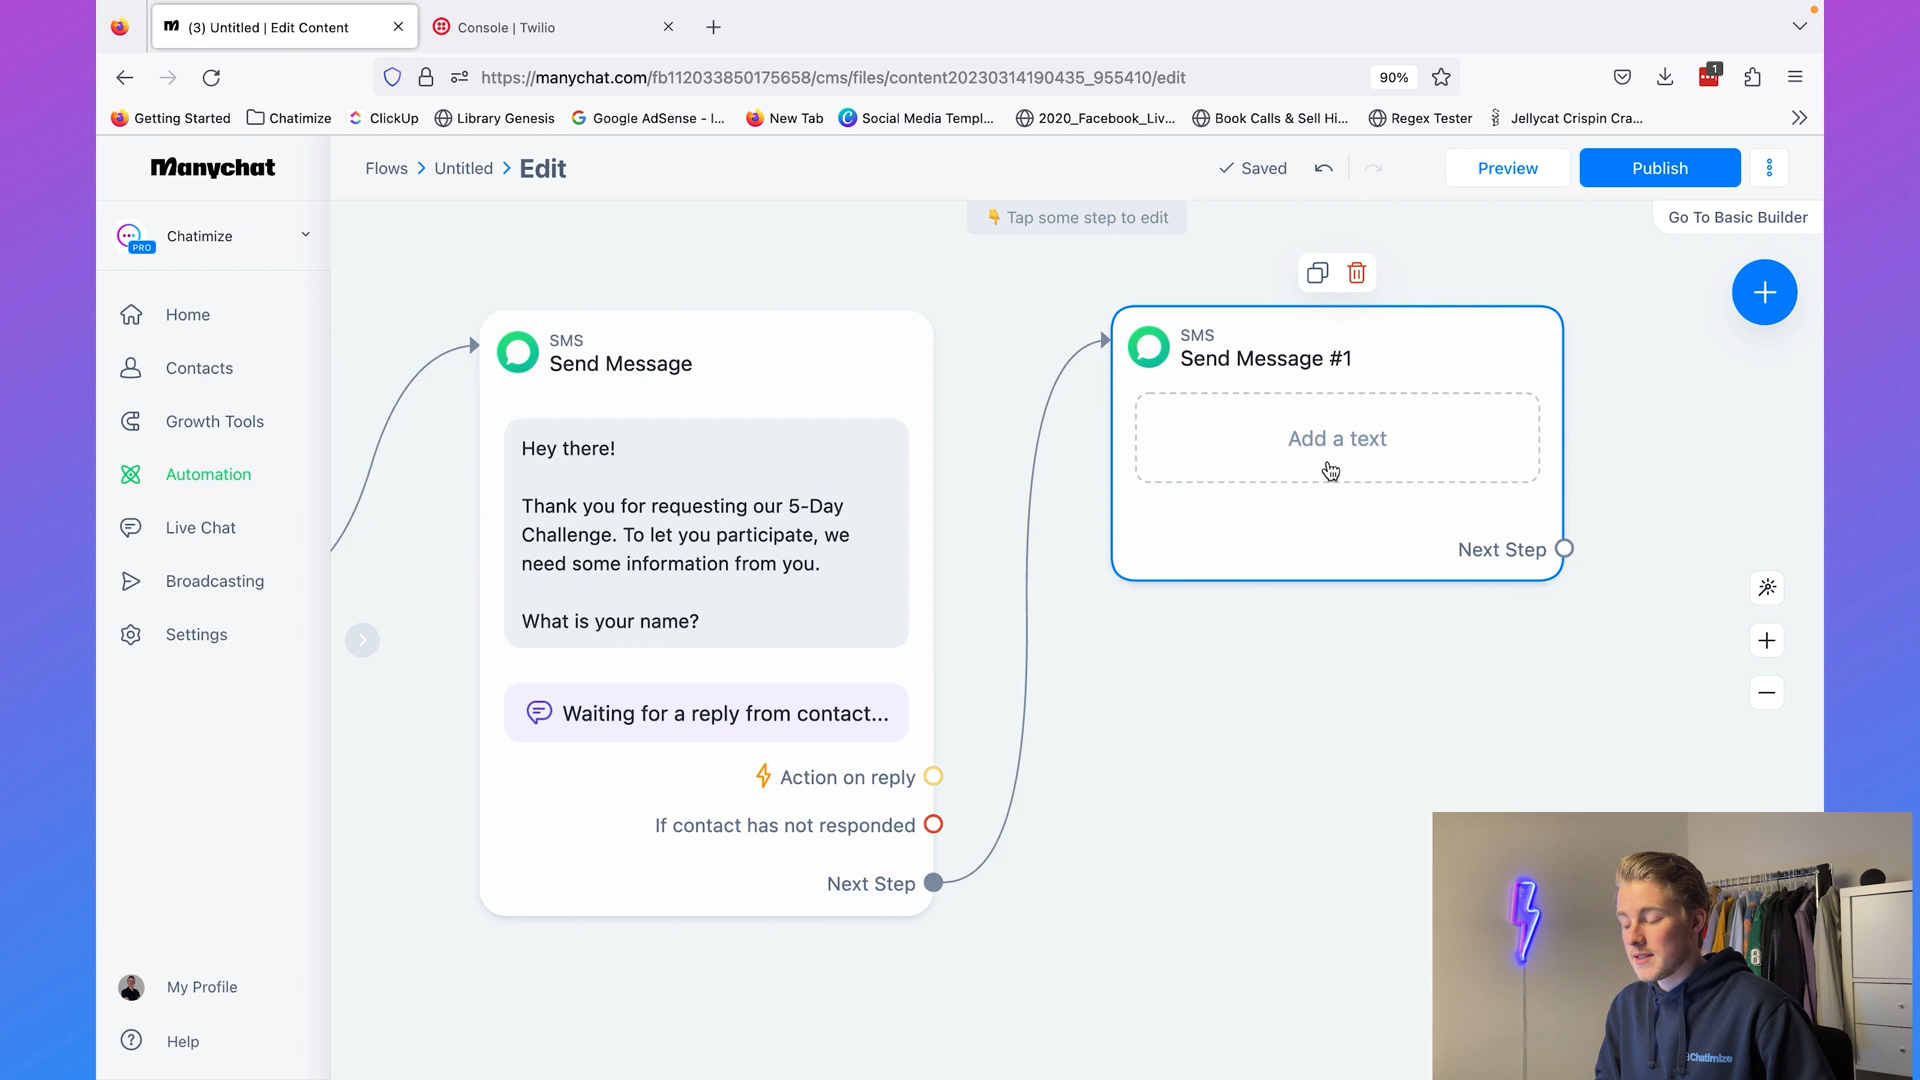 (3) Untitled | Edit Content
Console | Twilio
https://manychat.com/fb112033850175658/cms/files/content20230314190435_955410/edit
90%
1
Getting Started
Chatimize
ClickUp
Library Genesis
Google AdSense - I...
New Tab
Social Media Templ...
2020_Facebook_Liv...
Book Calls & Sell Hi...
Regex Tester
Jellycat Crispin Cra...
Manychat
Flows > Untitled > Edit
Saved
Preview
Publish
Tap some step to edit
Go To Basic Builder
PRO
Chatimize
Home
Contacts
Growth Tools
Automation
Live Chat
Broadcasting
Settings
My Profile
Help
SMS
Send Message
Hey there!
Thank you for requesting our 5-Day
Challenge. To let you participate, we
need some information from you.
What is your name?
Waiting for a reply from contact...
Action on reply
If contact has not responded
Next Step
SMS
Send Message #1
Add a text
Next Step
Chatimize